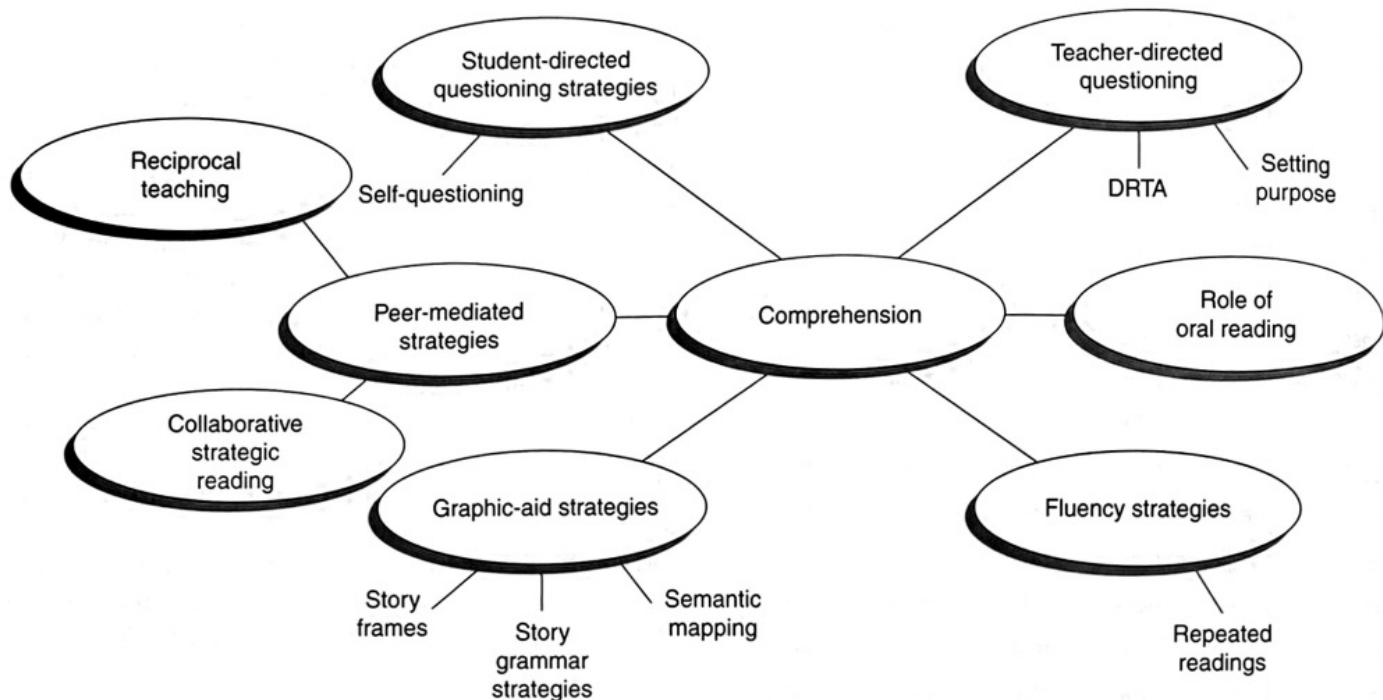 Student-directed
questioning strategies
Teacher-directed
questioning
Reciprocal
teaching
Self-questioning
DRTA
Setting
purpose
Peer-mediated
strategies
Comprehension
Role of
oral reading
Collaborative
strategic
reading
Graphic-aid strategies
Fluency strategies
Story
frames
Story
grammar
strategies
Semantic
mapping
Repeated
readings